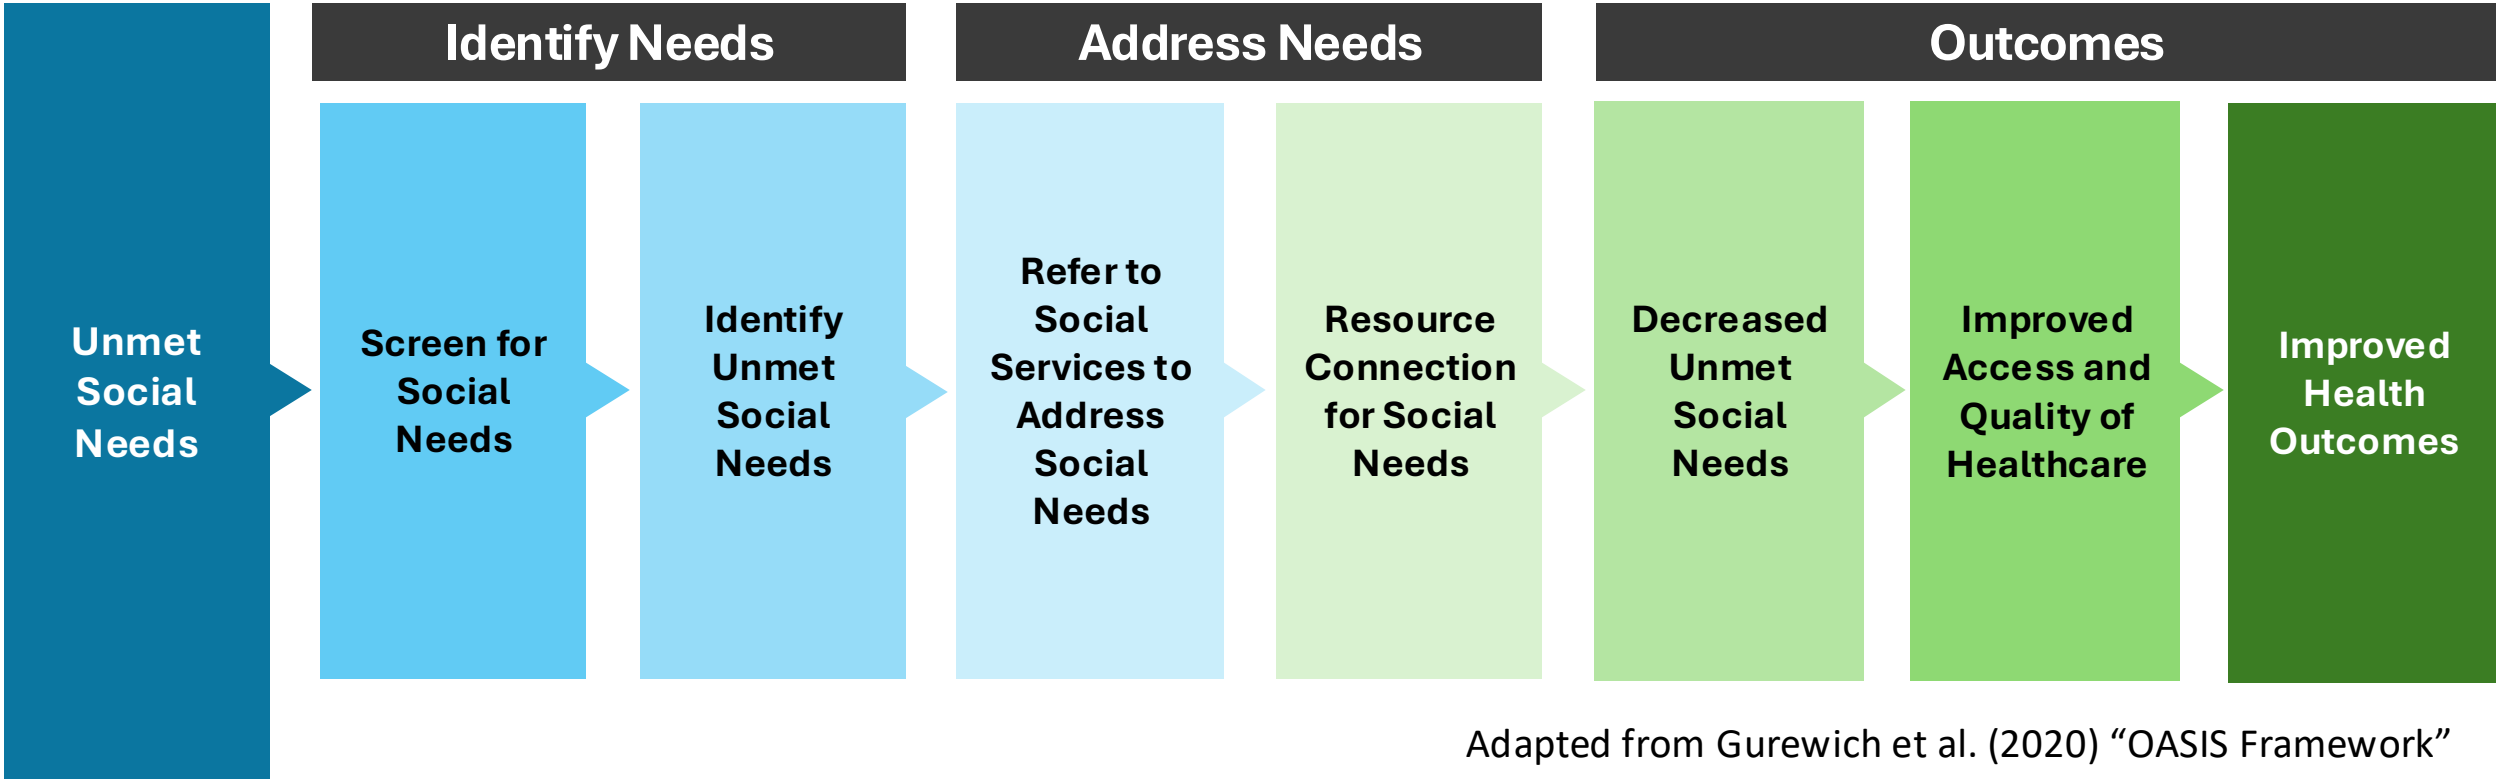 Identify Needs
Address Needs
Outcomes
Unmet
Social
Needs
Screen for
Social
Needs
Identify
Unmet
Social
Needs
Refer to
Social
Services to
Address
Social
Needs
Resource
Connection
for Social
Needs
Decreased
Unmet
Social
Needs
Improved
Access and
Quality of
Healthcare
Improved
Health
Outcomes
Adapted from Gurewich et al. (2020) “OASIS Framework”